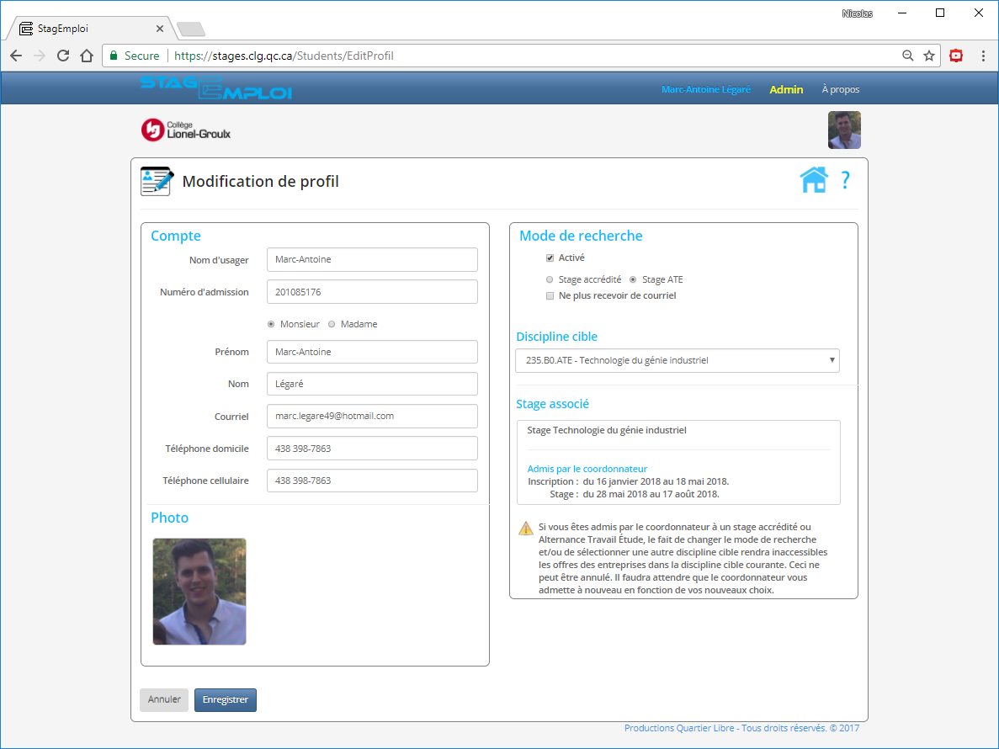 Nicolas
StagEmploi
Secure
https://stages.clg.qc.ca/Students/EditProfil
STAGEMPLOI
Marc-Antoine Légaré
Admin
À propos
Collège
Lionel-Groulx
Modification de profil
?
Compte
Nom d'usager
Marc-Antoine
Numéro d'admission
201085176
Monsieur
Madame
Prénom
Marc-Antoine
Nom
Légaré
Courriel
marc.legare49@hotmail.com
Téléphone domicile
438 398-7863
Téléphone cellulaire
438 398-7863
Photo
Mode de recherche
Activé
Stage accrédité
Stage ATE
Ne plus recevoir de courriel
Discipline cible
235.B0.ATE - Technologie du génie industriel
Stage associé
Stage Technologie du génie industriel
Admis par le coordonnateur
Inscription : du 16 janvier 2018 au 18 mai 2018.
Stage : du 28 mai 2018 au 17 août 2018.
Si vous êtes admis par le coordonnateur à un stage accrédité ou
Alternance Travail Étude, le fait de changer le mode de recherche
et/ou de sélectionner une autre discipline cible rendra inaccessibles
les offres des entreprises dans la discipline cible courante. Ceci ne
peut être annulé. Il faudra attendre que le coordonnateur vous
admette à nouveau en fonction de vos nouveaux choix.
Annuler
Enregistrer
Productions Quartier Libre - Tous droits réservés. © 2017